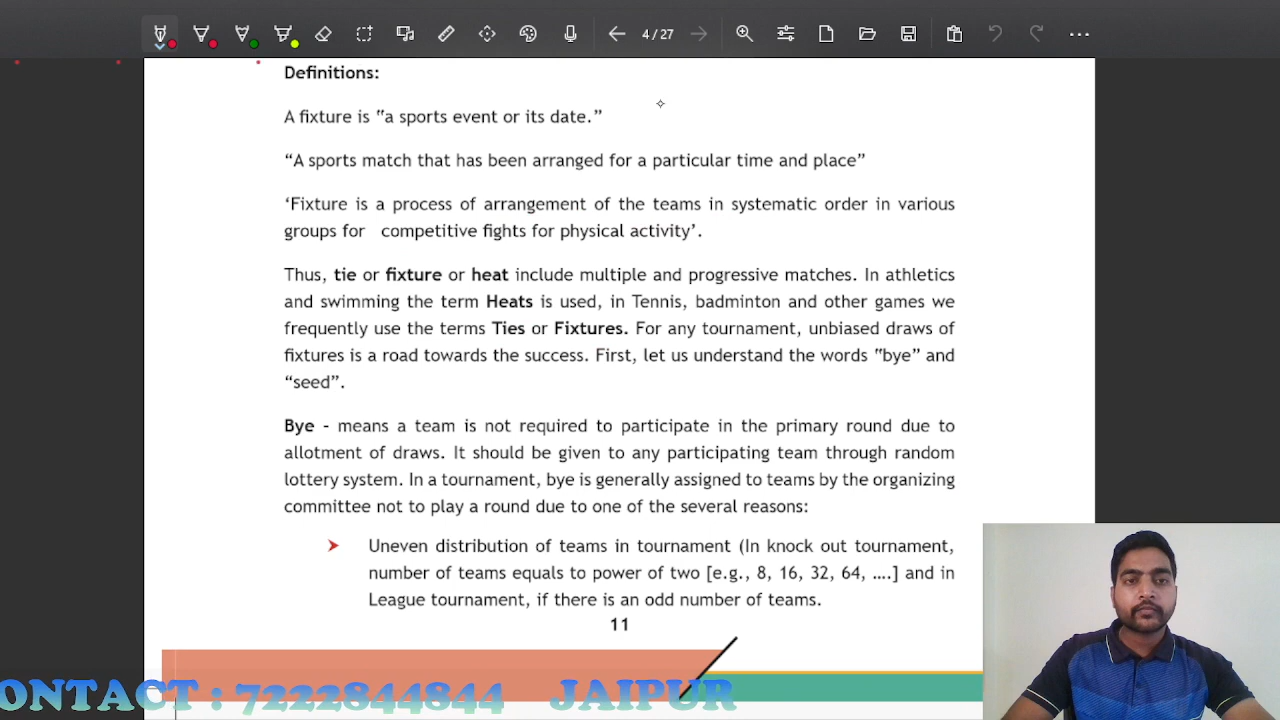 4/27
Definitions:
A fixture is “a sports event or its date.”
“A sports match that has been arranged for a particular time and place”
‘Fixture is a process of arrangement of the teams in systematic order in various
groups for competitive fights for physical activity’.
Thus, tie or fixture or heat include multiple and progressive matches. In athletics
and swimming the term Heats is used, in Tennis, badminton and other games we
frequently use the terms Ties or Fixtures. For any tournament, unbiased draws of
fixtures is a road towards the success. First, let us understand the words “bye” and
“seed”.
Bye - means a team is not required to participate in the primary round due to
allotment of draws. It should be given to any participating team through random
lottery system. In a tournament, bye is generally assigned to teams by the organizing
committee not to play a round due to one of the several reasons:
Uneven distribution of teams in tournament (In knock out tournament,
number of teams equals to power of two [e.g., 8, 16, 32, 64, ….] and in
League tournament, if there is an odd number of teams.
11
ONTACT : 7222844844 JAIPUR